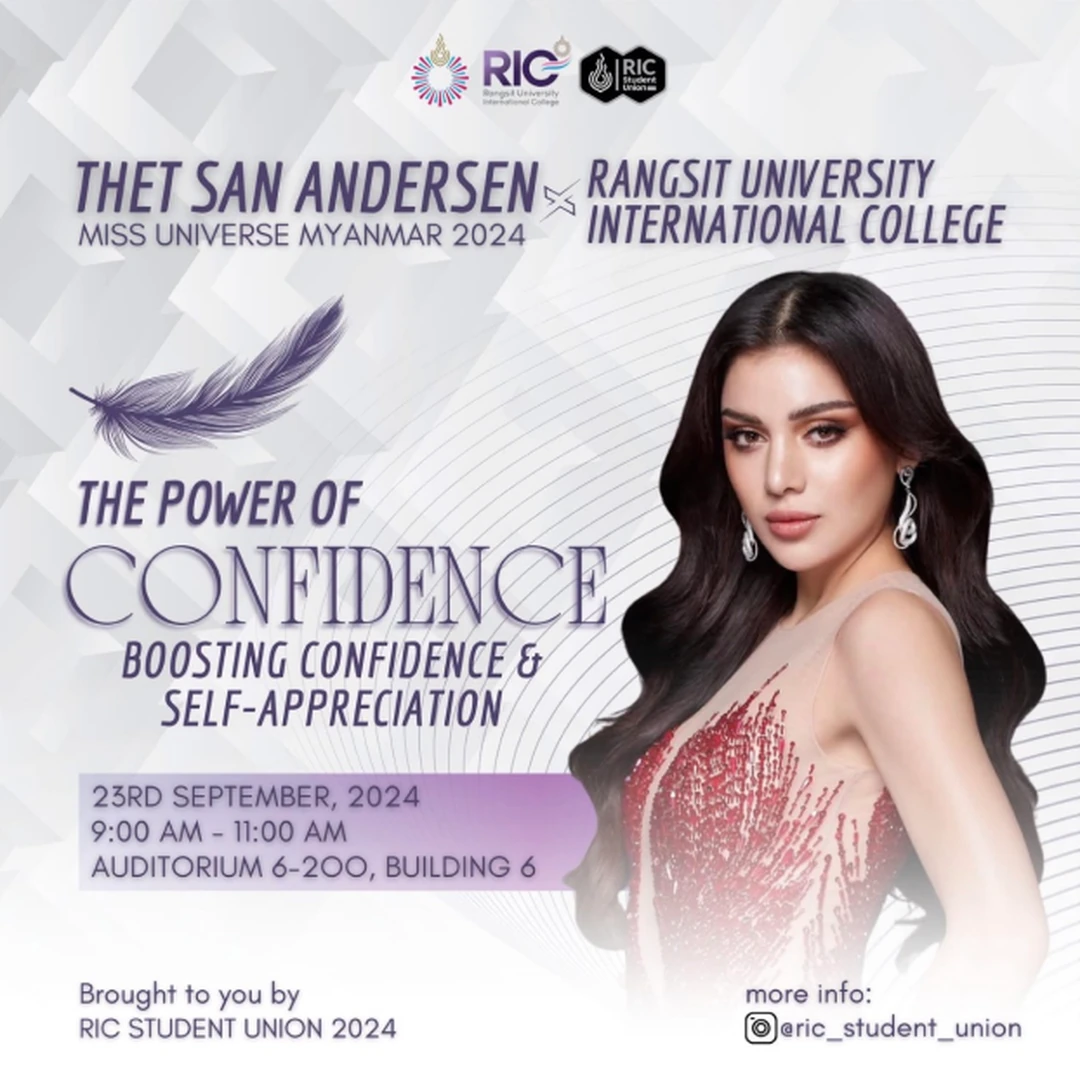 RIC
Rangsit University
International College
RIC
Student
Union
THET SAN ANDERSEN
MISS UNIVERSE MYANMAR 2024
X
RANGSIT UNIVERSITY
INTERNATIONAL COLLEGE
THE POWER OF
CONFIDENCE
BOOSTING CONFIDENCE &
SELF-APPRECIATION
23RD SEPTEMBER, 2024
9:00 AM - 11:00 AM
AUDITORIUM 6-200, BUILDING 6
Brought to you by
RIC STUDENT UNION 2024
more info:
@ric_student_union